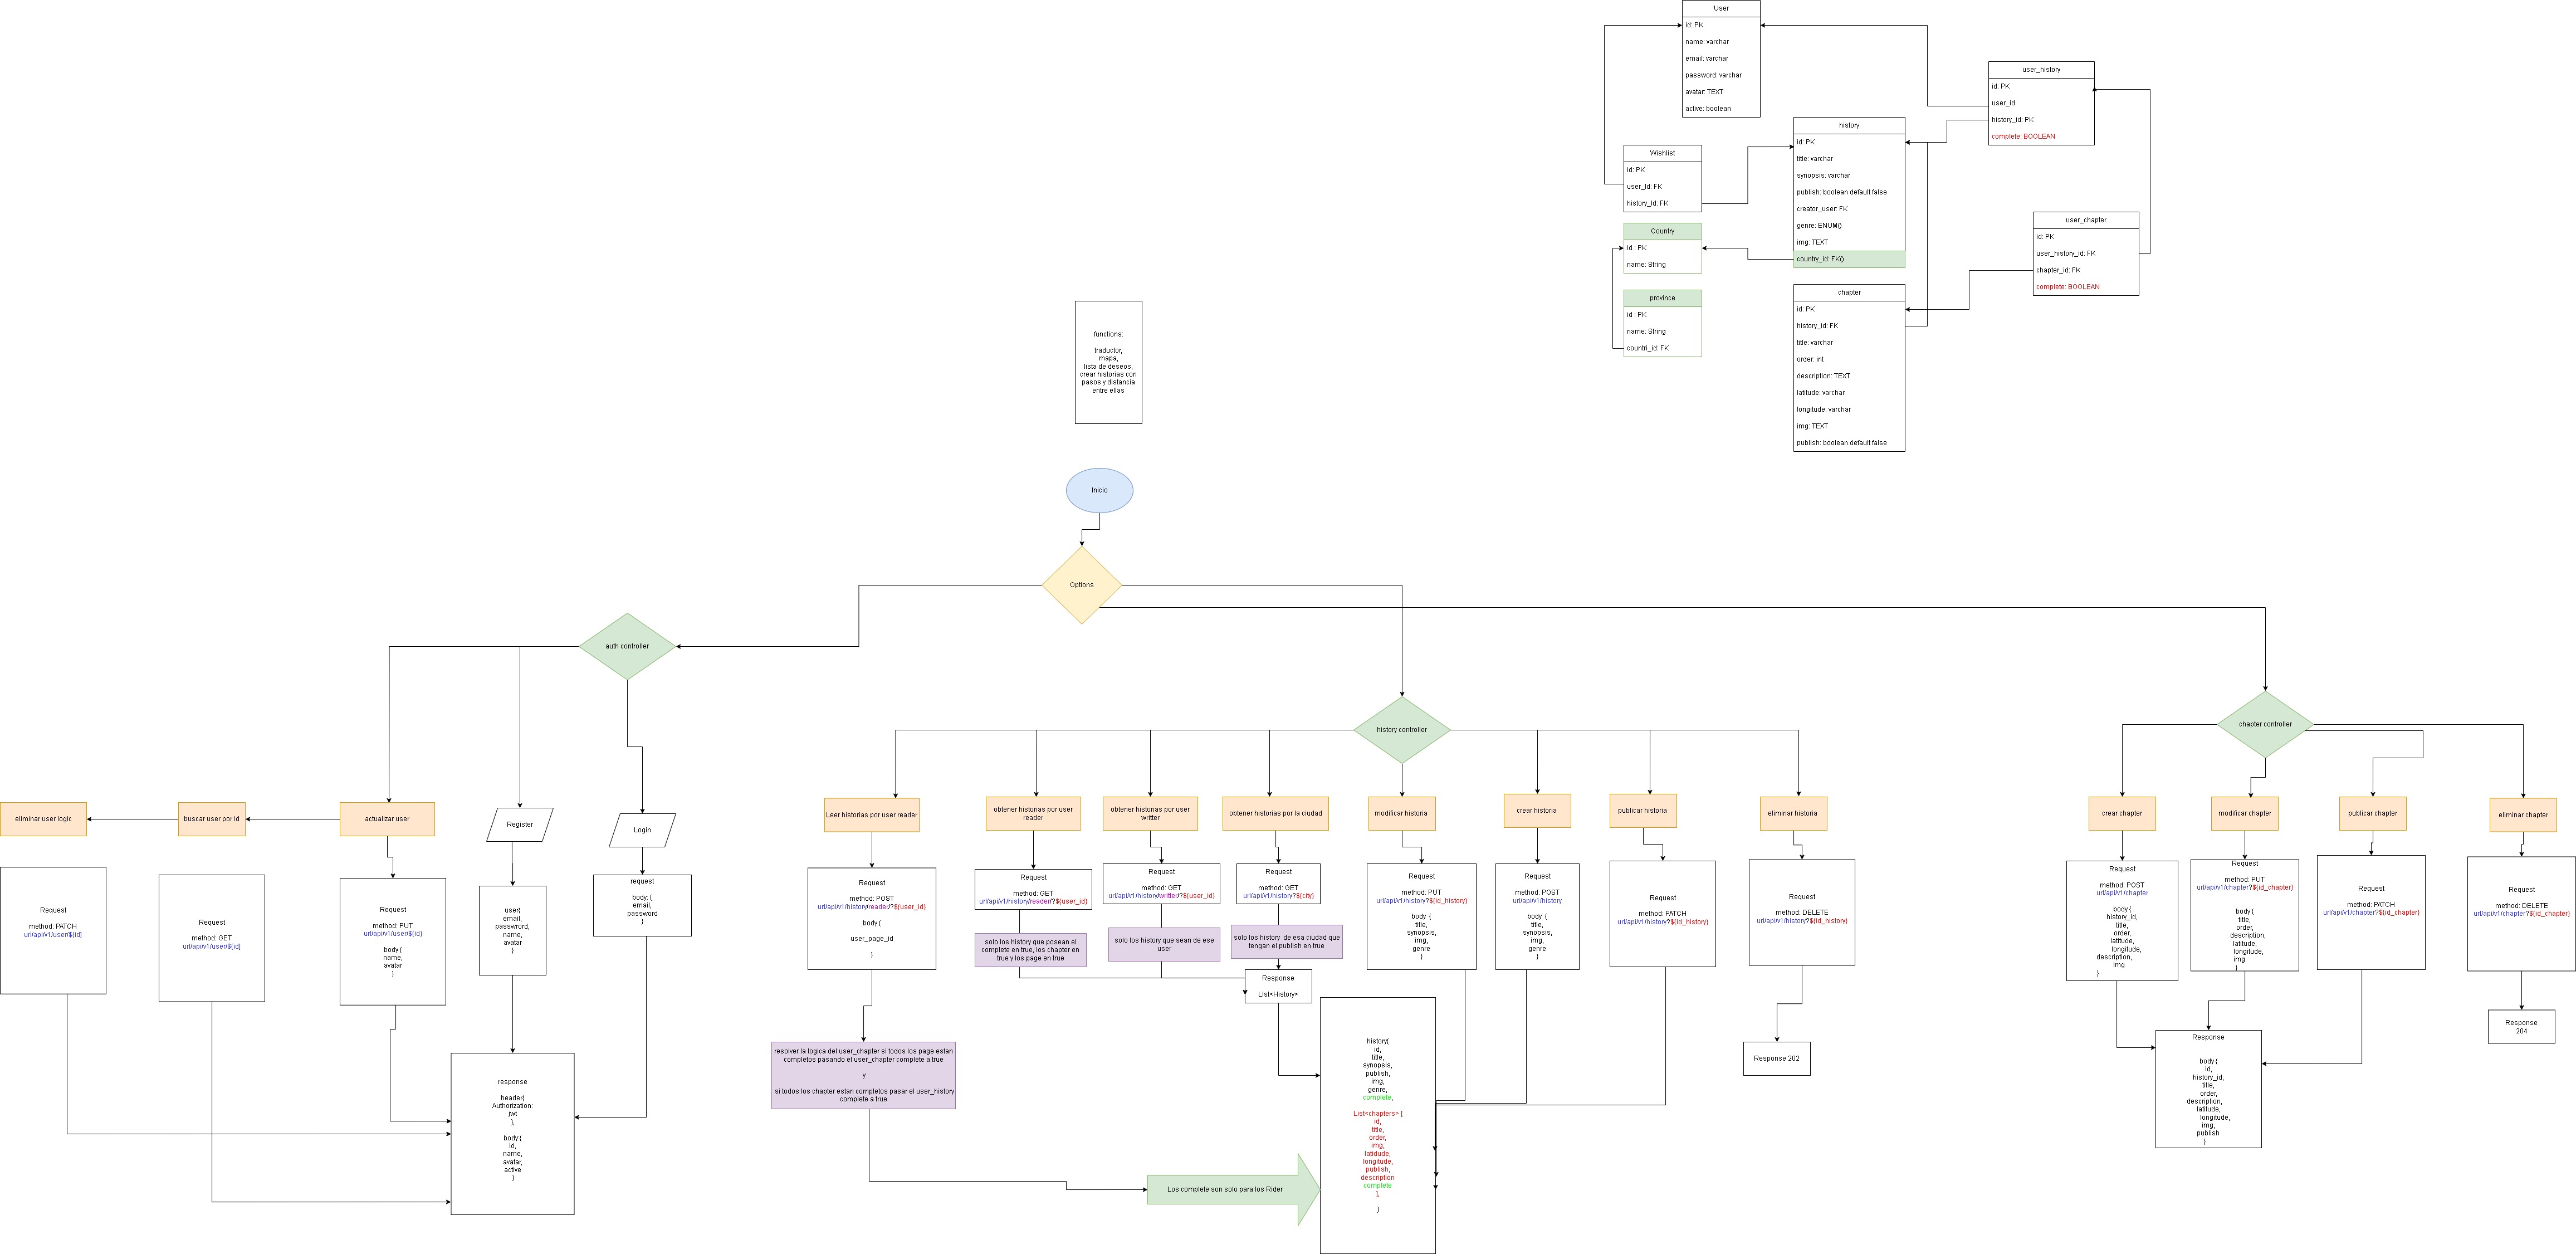 User
id: PK
name: varchar
email: varchar
password: varchar
avatar: TEXT
active: boolean
user_history
id: PK
user_id
history_id: PK
complete: BOOLEAN
history
id: PK
title: varchar
synopsis: varchar
publish: boolean default false
creator_user: FK
genre: ENUM()
img: TEXT
country_id: FK()
Wishlist
id: PK
user_Id: FK
history_Id: FK
Country
id : PK
name: String
province
id : PK
name: String
countri_id: FK
user_chapter
id: PK
user_history_id: FK
chapter_id: FK
complete: BOOLEAN
chapter
id: PK
history_id: FK
title: varchar
order: int
description: TEXT
latitude: varchar
longitude: varchar
img: TEXT
publish: boolean default false
functions:
traductor,
mapa,
lista de deseos,
crear historias con
pasos y distancia
entre ellas
Inicio
Options
auth controller
history controller
chapter controller
eliminar user logic
buscar user por id
actualizar user
Register
Login
Request
method: PATCH
url/api/v1/user/${id]
Request
method: GET
url/api/v1/user/${id]
Request
method: PUT
url/api/v1/user/${id}
body {
name,
avatar
}
user{
email,
passwrord,
name,
avatar
}
request
body: {
email,
password
}
response
header{
Authorization:
jwt
},
body:{
id,
name,
avatar,
active
}
Leer historias por user reader
obtener historias por user
reader
obtener historias por user
writter
obtener historias por la ciudad
modificar historia
crear historia
publicar historia
eliminar historia
Request
method: POST
url/api/v1/history/reader/?${user_id}
body {
user_page_id
}
Request
method: GET
url/api/v1/history/reader/?${user_id}
Request
method: GET
url/api/v1/history/writter/?${user_id}
Request
method: GET
url/api/v1/history?${city}
Request
method: PUT
url/api/v1/history?${id_history}
body {
title,
synopsis,
img,
genre
}
Request
method: POST
url/api/v1/history
body {
title,
synopsis,
img,
genre
}
Request
method: PATCH
url/api/v1/history?${id_history}
Request
method: DELETE
url/api/v1/history?${id_history}
solo los history que posean el
complete en true, los chapter en
true y los page en true
solo los history que sean de ese
user
solo los history de esa ciudad que
tengan el publish en true
Response
LIst<History>
resolver la logica del user_chapter si todos los page estan
completos pasando el user_chapter complete a true
y
si todos los chapter estan completos pasar el user_history
complete a true
Los complete son solo para los Rider
history{
id,
title,
synopsis,
publish,
img,
genre,
complete,
List<chapters> [
id,
title,
order,
img,
latidude,
longitude,
publish,
description
complete
],
}
Response 202
crear chapter
modificar chapter
publicar chapter
eliminar chapter
Request
method: POST
url/api/v1/chapter
body {
history_id,
title,
order,
latitude,
longitude,
description,
img
}
Request
method: PUT
url/api/v1/chapter?${id_chapter}
body {
title,
order,
description,
latitude,
longitude,
img
}
Request
method: PATCH
url/api/v1/chapter?${id_chapter}
Request
method: DELETE
url/api/v1/chapter?${id_chapter}
Response
204
Response
body {
id,
history_id,
title,
order,
description,
latitude,
longitude,
img,
publish
}